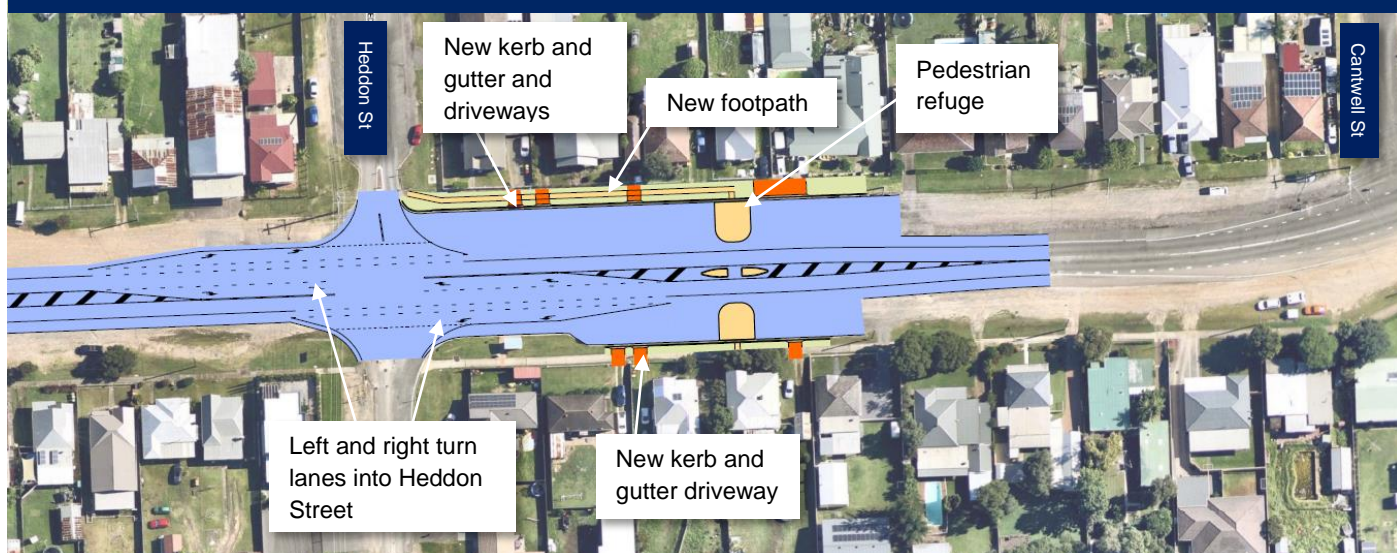 Heddon St
New kerb and
gutter and
driveways
New footpath
Pedestrian
refuge
Cantwell St
Left and right turn
lanes into Heddon
Street
New kerb and
gutter driveway